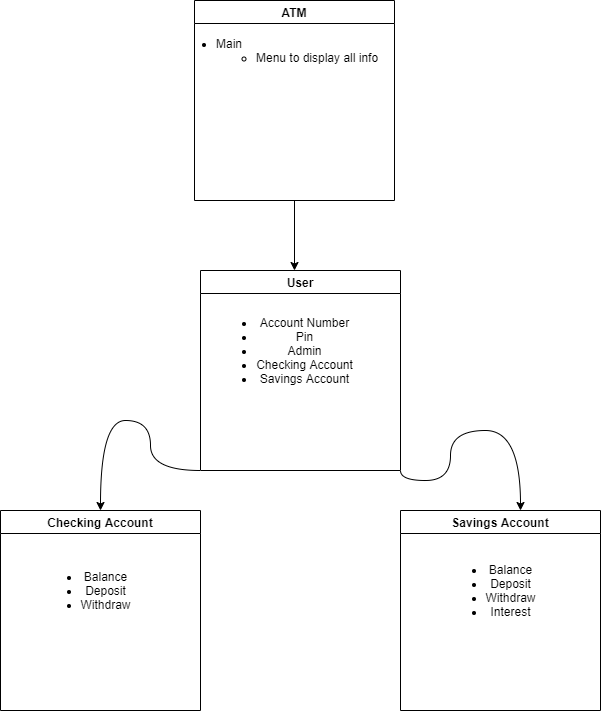 ATM
Main
Menu to display all info
User
Account Number
Pin
Admin
Checking Account
Savings Account
Checking Account
Balance
Deposit
Withdraw
Savings Account
Balance
Deposit
Withdraw
Interest